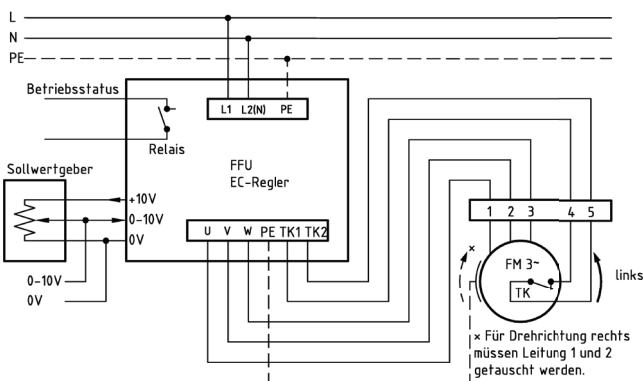 L
N
PE
Betriebsstatus
L1 L2(N) PE
Relais
Sollwertgeber
FFU
EC-Regler
+10V
0-10V
0V
U V W PE TK1 TK2
1 2 3 4 5
×
FM 3~
TK
links
0-10V
0V
× Für Drehrichtung rechts
müssen Leitung 1 und 2
getauscht werden.